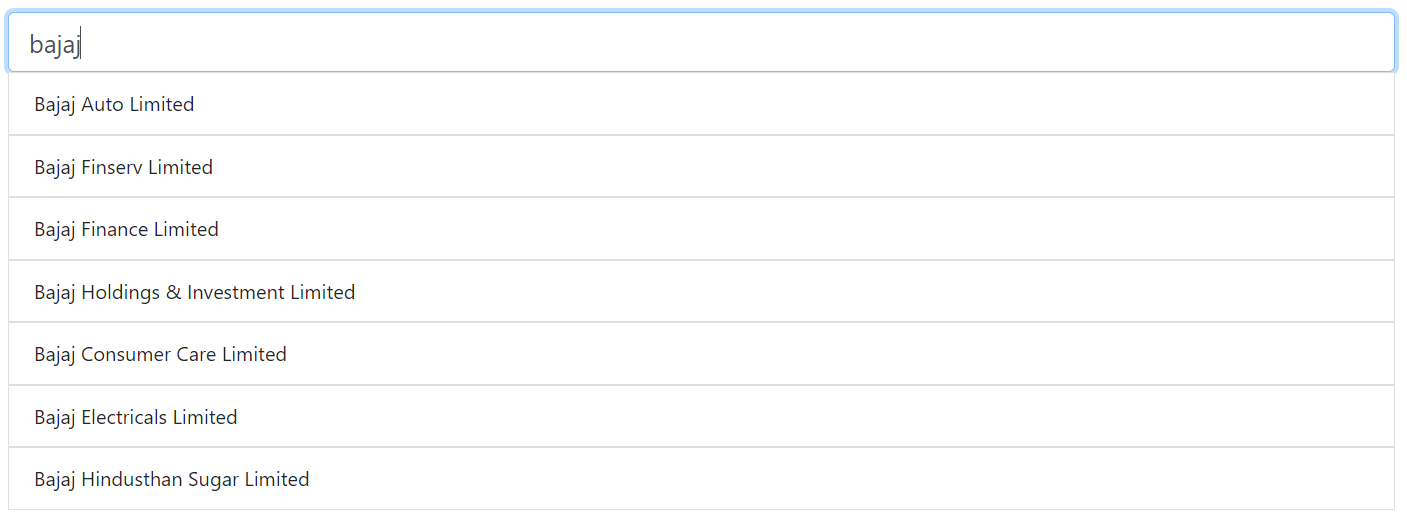 bajaj
Bajaj Auto Limited
Bajaj Finserv Limited
Bajaj Finance Limited
Bajaj Holdings & Investment Limited
Bajaj Consumer Care Limited
Bajaj Electricals Limited
Bajaj Hindusthan Sugar Limited